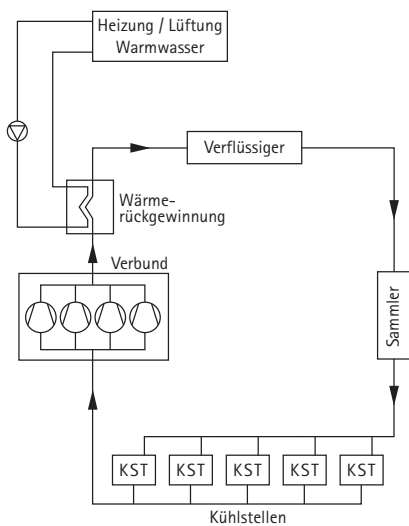 Heizung / Lüftung
Warmwasser
Verflüssiger
Wärme-
rückgewinnung
Verbund
Sammler
KST
KST
KST
KST
KST
Kühlstellen